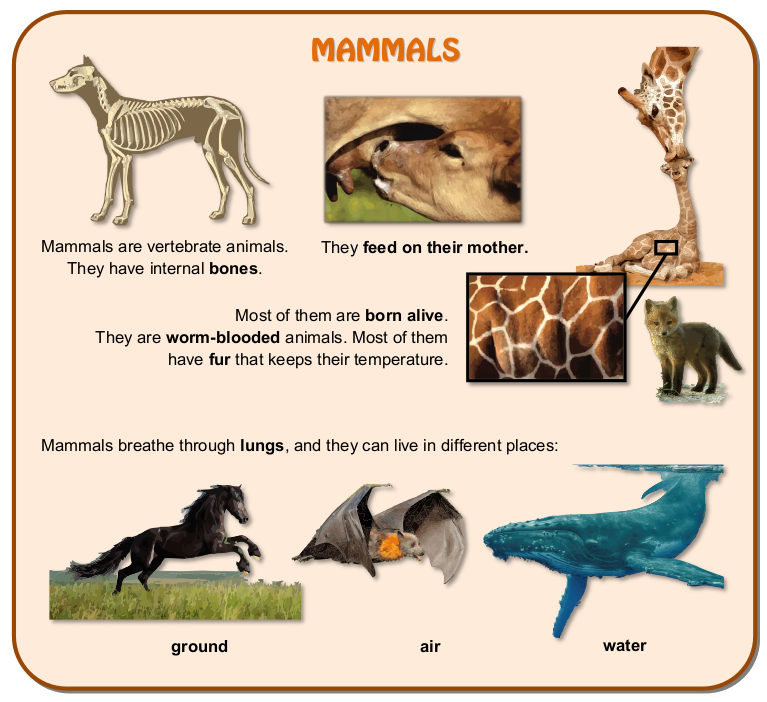 MAMMALS
Mammals are vertebrate animals.
They have internal bones.
They feed on their mother.
Most of them are born alive.
They are worm-blooded animals. Most of them
have fur that keeps their temperature.
Mammals breathe through lungs, and they can live in different places:
ground
air
water